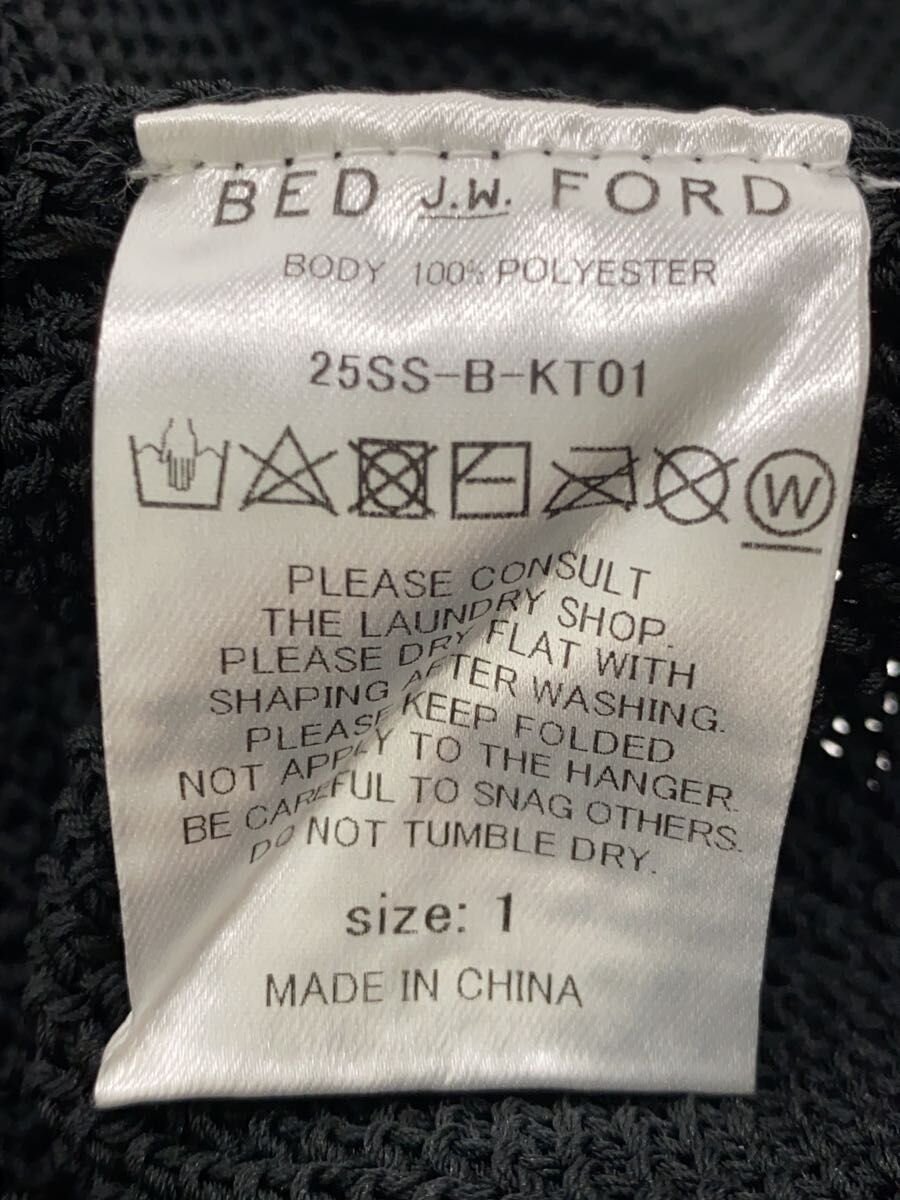 BED J.W. FORD
BODY 100% POLYESTER
25SS-B-KT01
W
PLEASE CONSULT
THE LAUNDRY SHOP.
PLEASE DRY FLAT WITH
SHAPING AFTER WASHING.
PLEASE KEEP FOLDED
NOT APPLY TO THE HANGER.
BE CAREFUL TO SNAG OTHERS.
DO NOT TUMBLE DRY.
size: 1
MADE IN CHINA